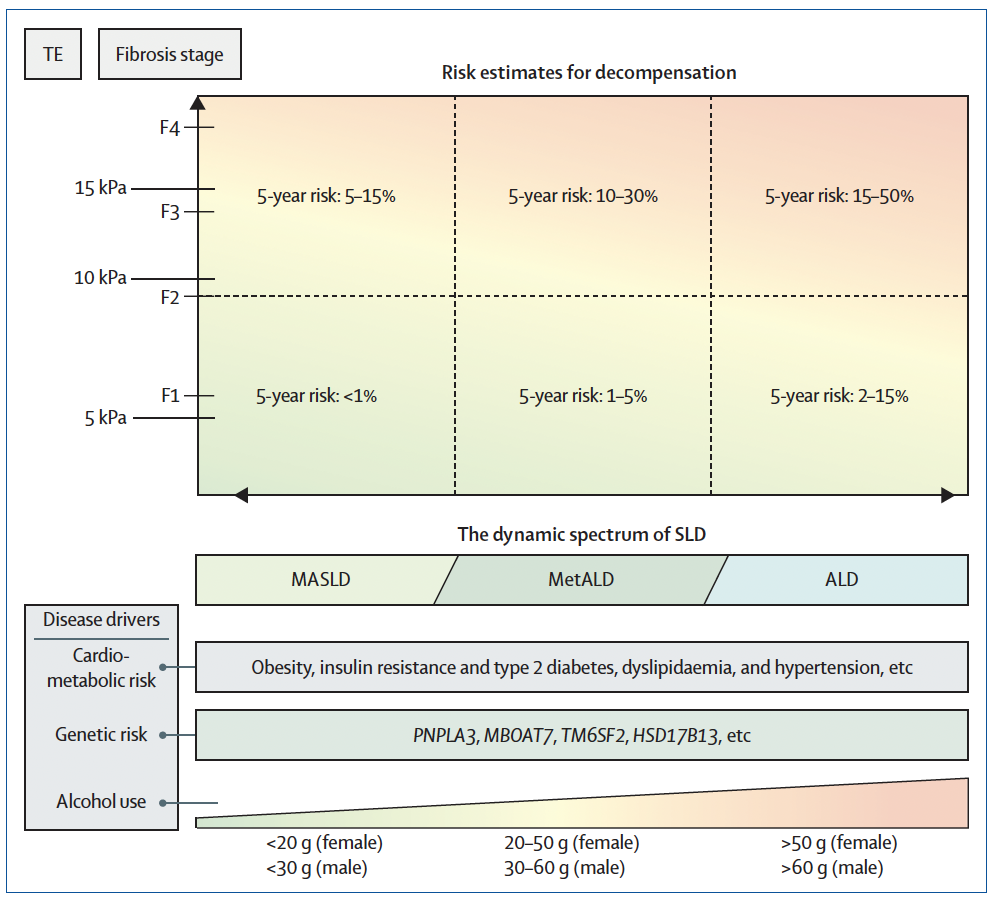 TE
Fibrosis stage
Risk estimates for decompensation
F4
15 kPa
F3
10 kPa
F2
F1
5 kPa
5-year risk: 5–15%
5-year risk: 10–30%
5-year risk: 15–50%
5-year risk: <1%
5-year risk: 1–5%
5-year risk: 2–15%
The dynamic spectrum of SLD
MASLD
MetALD
ALD
Disease drivers
Cardio-
metabolic risk
Obesity, insulin resistance and type 2 diabetes, dyslipidaemia, and hypertension, etc
Genetic risk
PNPLA3, MBOAT7, TM6SF2, HSD17B13, etc
Alcohol use
<20 g (female)
<30 g (male)
20–50 g (female)
30–60 g (male)
>50 g (female)
>60 g (male)